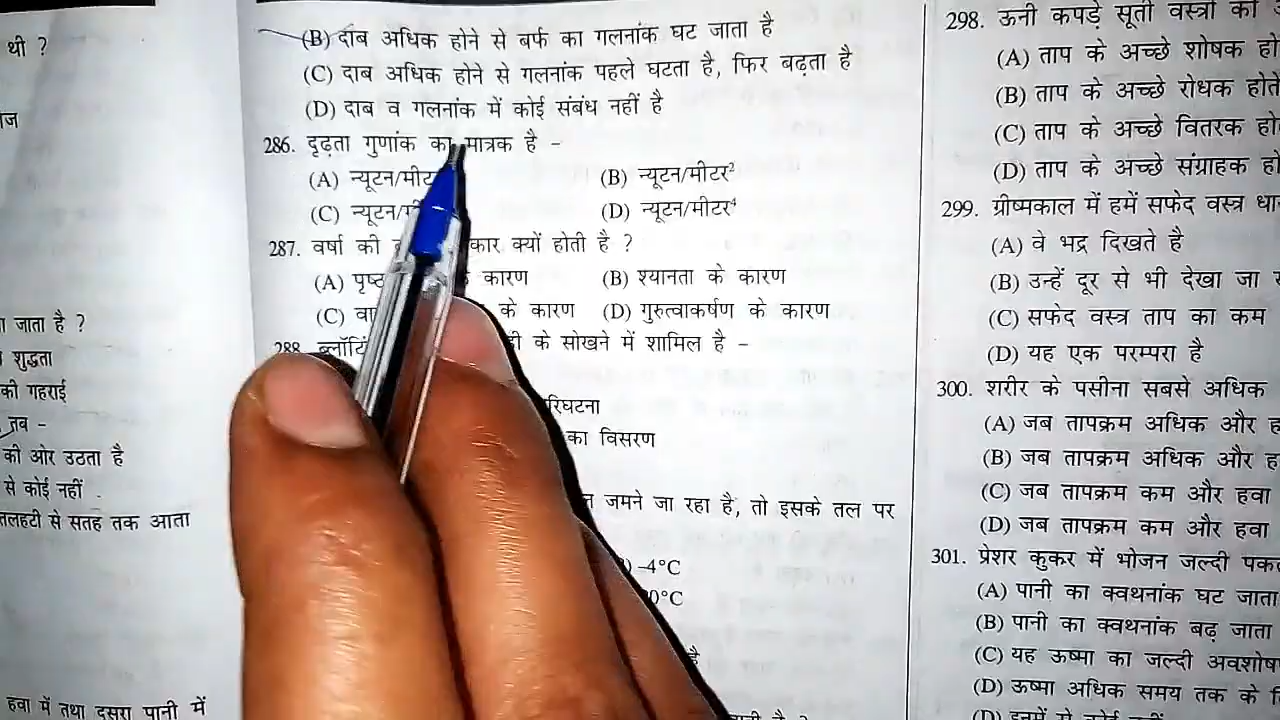 थी ?
ाज
ा जाता है ?
शुद्धता
की गहराई
तब –
की ओर उठता है
से कोई नहीं
तलहटी से सतह तक आता
हवा में तथा दूसरा पानी में
(B) दाब अधिक होने से बर्फ का गलनांक घट जाता है
(C) दाब अधिक होने से गलनांक पहले घटता है, फिर बढ़ता है
(D) दाब व गलनांक में कोई संबंध नहीं है
286. दृढ़ता गुणांक का मात्रक है –
(A) न्यूटन/मीट
(B) न्यूटन/मीटर²
(C) न्यूटन/मी
(D) न्यूटन/मीटर⁴
287. वर्षा की कार क्यों होती है ?
(A) पृष्ठ कारण (B) श्यानता के कारण
(C) वा के कारण (D) गुरुत्वाकर्षण के कारण
288. ब्लॉटिं ही के सोखने में शामिल है –
रिघटना
का विसरण
जमने जा रहा है, तो इसके तल पर
–4°C
0°C
298. ऊनी कपड़े सूती वस्त्रों की
(A) ताप के अच्छे शोषक हो
(B) ताप के अच्छे रोधक होते
(C) ताप के अच्छे वितरक हो
(D) ताप के अच्छे संग्राहक हो
299. ग्रीष्मकाल में हमें सफेद वस्त्र धा
(A) वे भद्र दिखते है
(B) उन्हें दूर से भी देखा जा
(C) सफेद वस्त्र ताप का कम
(D) यह एक परम्परा है
300. शरीर के पसीना सबसे अधिक
(A) जब तापक्रम अधिक और ह
(B) जब तापक्रम अधिक और ह
(C) जब तापक्रम कम और हवा
(D) जब तापक्रम कम और हवा
301. प्रेशर कुकर में भोजन जल्दी पक
(A) पानी का क्वथनांक घट जाता
(B) पानी का क्वथनांक बढ़ जाता
(C) यह ऊष्मा का जल्दी अवशोष
(D) ऊष्मा अधिक समय तक के